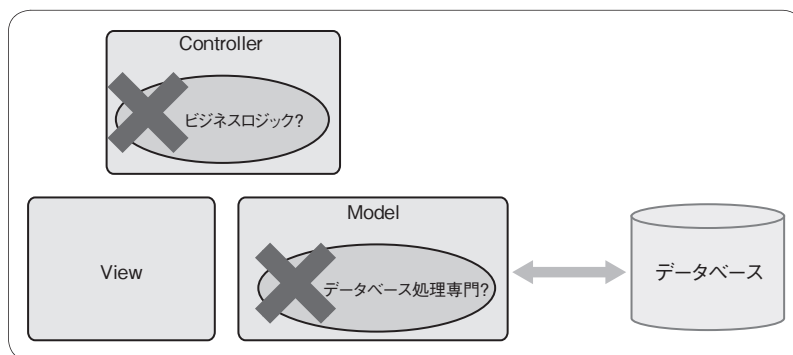 Controller
ビジネスロジック?
View
Model
データベース処理専門?
データベース